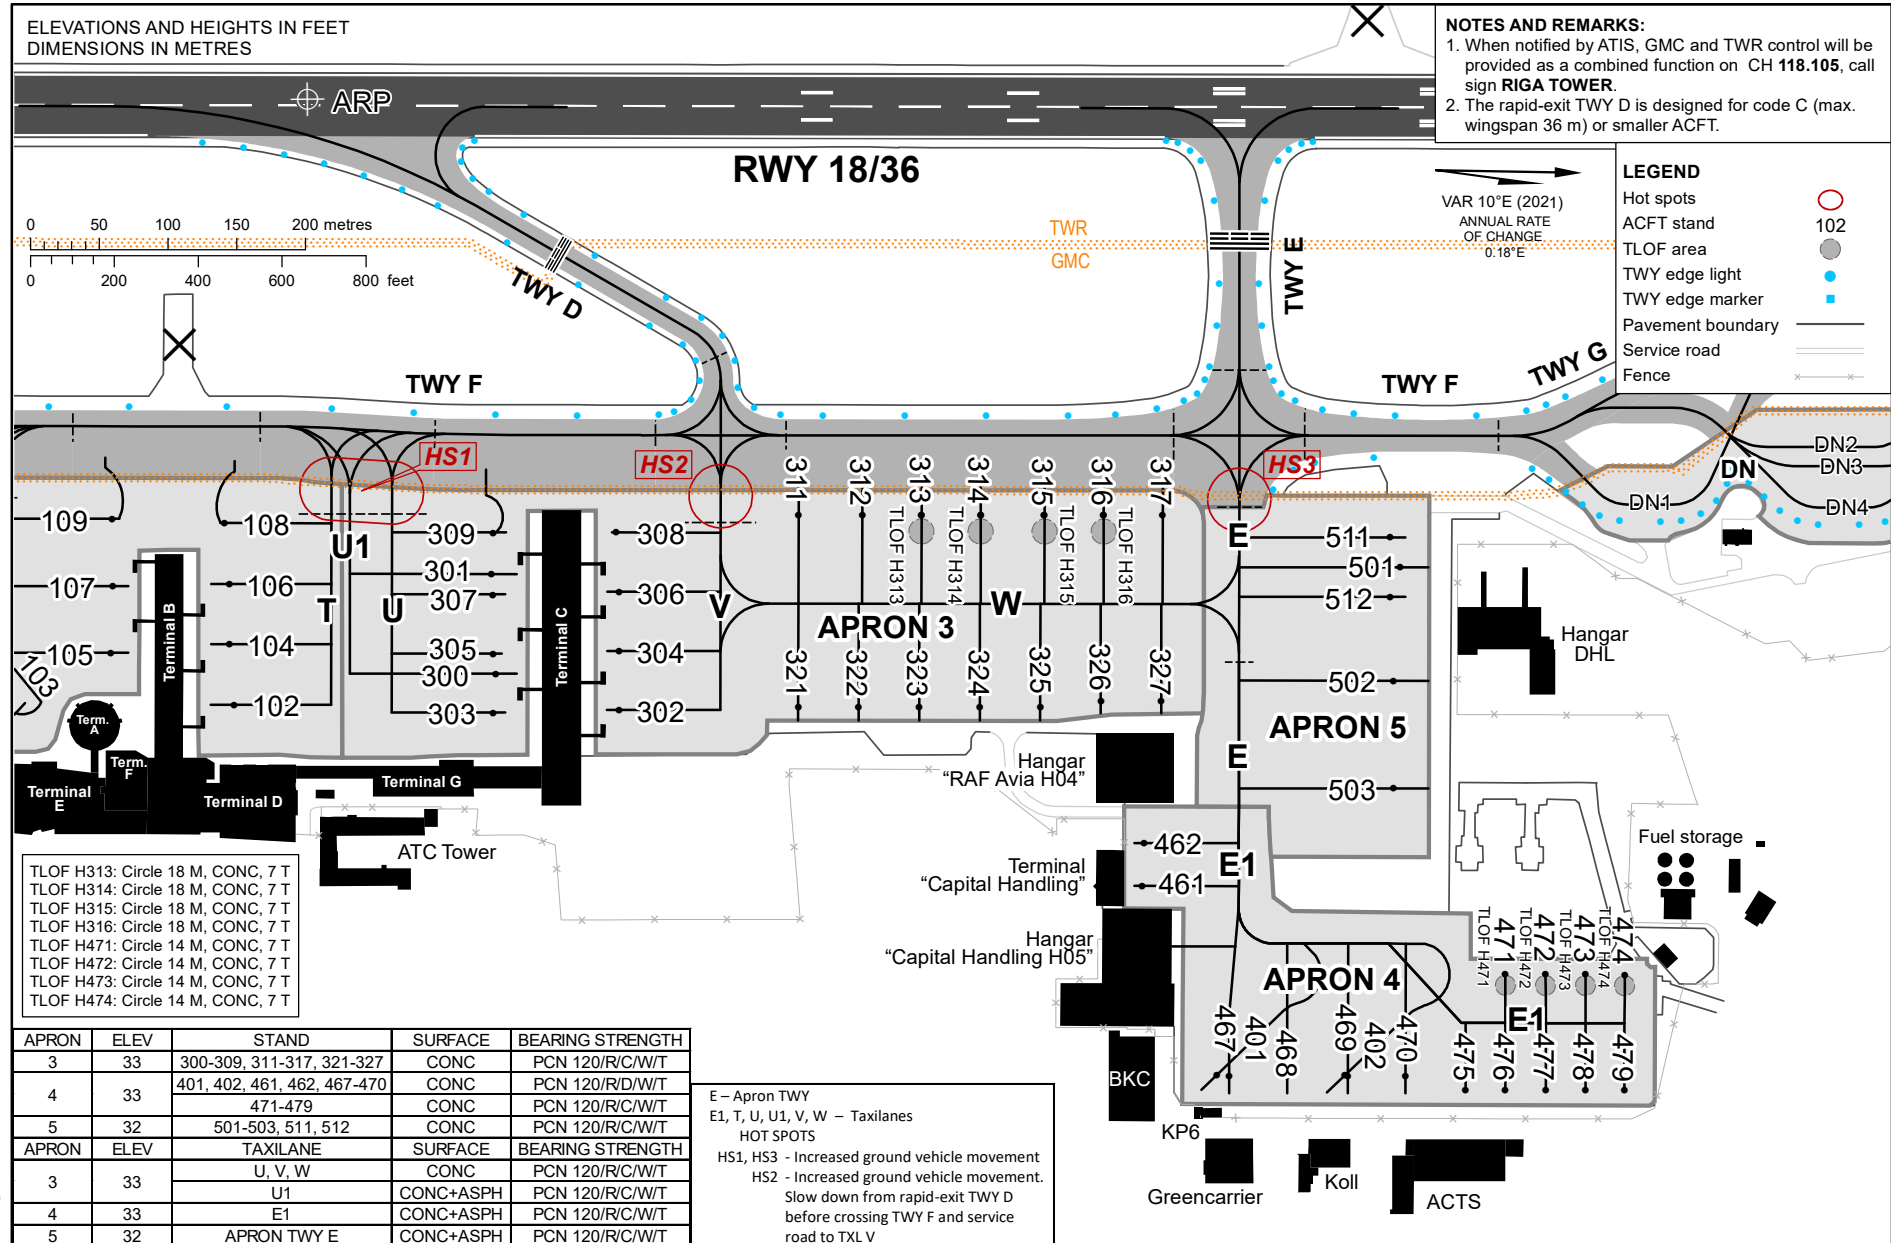 ELEVATIONS AND HEIGHTS IN FEET
DIMENSIONS IN METRES
NOTES AND REMARKS:
1. When notified by ATIS, GMC and TWR control will be
provided as a combined function on CH 118.105, call
sign RIGA TOWER.
2. The rapid-exit TWY D is designed for code C (max.
wingspan 36 m) or smaller ACFT.
ARP
RWY 18/36
LEGEND
Hot spots
ACFT stand 102
TLOF area
TWY edge light
TWY edge marker
Pavement boundary
Service road
Fence
VAR 10°E (2021)
ANNUAL RATE
OF CHANGE
0.18°E
0 50 100 150 200 metres
0 200 400 600 800 feet
TWR
GMC
TWY D
TWY E
TWY F
TWY F
TWY G
HS1
HS2
HS3
DN
DN1
DN2
DN3
DN4
109
108
107
106
105
104
103
102
U1
T
U
309
301
307
305
300
303
308
306
304
302
V
W
APRON 3
311
312
313
314
315
316
317
TLOF H313
TLOF H314
TLOF H315
TLOF H316
321
322
323
324
325
326
327
E
511
501
512
502
APRON 5
E
503
Hangar
DHL
Terminal B
Terminal C
Term.
A
Term.
F
Terminal
E
Terminal D
Terminal G
ATC Tower
Hangar
“RAF Avia H04”
Terminal
“Capital Handling”
Hangar
“Capital Handling H05”
462
461
E1
Fuel storage
APRON 4
TLOF H471
471
TLOF H472
472
TLOF H473
473
TLOF H474
474
E1
467
401
468
469
402
470
475
476
477
478
479
BKC
KP6
Greencarrier
Koll
ACTS
TLOF H313: Circle 18 M, CONC, 7 T
TLOF H314: Circle 18 M, CONC, 7 T
TLOF H315: Circle 18 M, CONC, 7 T
TLOF H316: Circle 18 M, CONC, 7 T
TLOF H471: Circle 14 M, CONC, 7 T
TLOF H472: Circle 14 M, CONC, 7 T
TLOF H473: Circle 14 M, CONC, 7 T
TLOF H474: Circle 14 M, CONC, 7 T
APRON ELEV STAND SURFACE BEARING STRENGTH
3 33 300-309, 311-317, 321-327 CONC PCN 120/R/C/W/T
4 33 401, 402, 461, 462, 467-470 CONC PCN 120/R/D/W/T
471-479 CONC PCN 120/R/C/W/T
5 32 501-503, 511, 512 CONC PCN 120/R/C/W/T
APRON ELEV TAXILANE SURFACE BEARING STRENGTH
3 33 U, V, W CONC PCN 120/R/C/W/T
U1 CONC+ASPH PCN 120/R/C/W/T
4 33 E1 CONC+ASPH PCN 120/R/C/W/T
5 32 APRON TWY E CONC+ASPH PCN 120/R/C/W/T
E – Apron TWY
E1, T, U, U1, V, W – Taxilanes
HOT SPOTS
HS1, HS3 - Increased ground vehicle movement
HS2 - Increased ground vehicle movement.
Slow down from rapid-exit TWY D
before crossing TWY F and service
road to TXL V